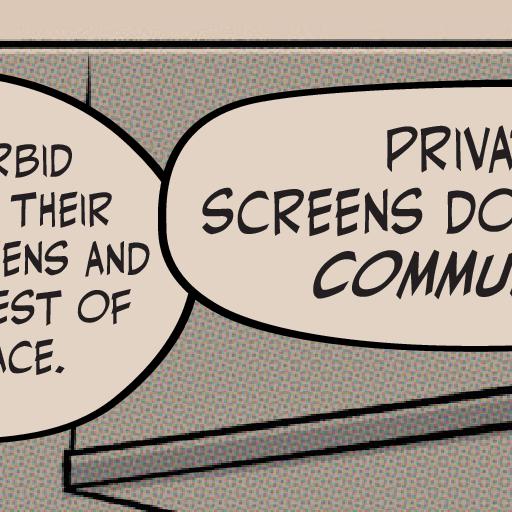 RBID
THEIR
ENS AND
EST OF
ACE.
PRIVA
SCREENS DO
COMMU